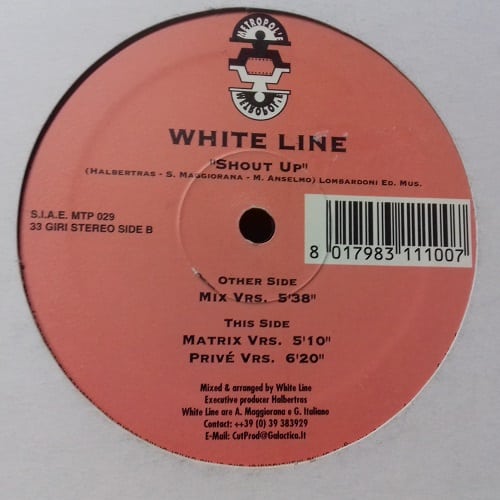 METROPOL'E
METROPOL'E
WHITE LINE
"SHOUT UP"
(HALBERTRAS - S. MAGGIORANA - M. ANSELMO) LOMBARDONI ED. MUS.
S.I.A.E. MTP 029
33 GIRI STEREO SIDE B
8 017983 111007
OTHER SIDE
MIX VRS. 5'38"
THIS SIDE
MATRIX VRS. 5'10"
PRIVÉ VRS. 6'20"
Mixed & arranged by White Line
Executive producer Halbertras
White Line are A. Maggiorana e G. Italiano
Contact: ++39 (0) 39 383929
E-Mail: CutProd@Galactica.It